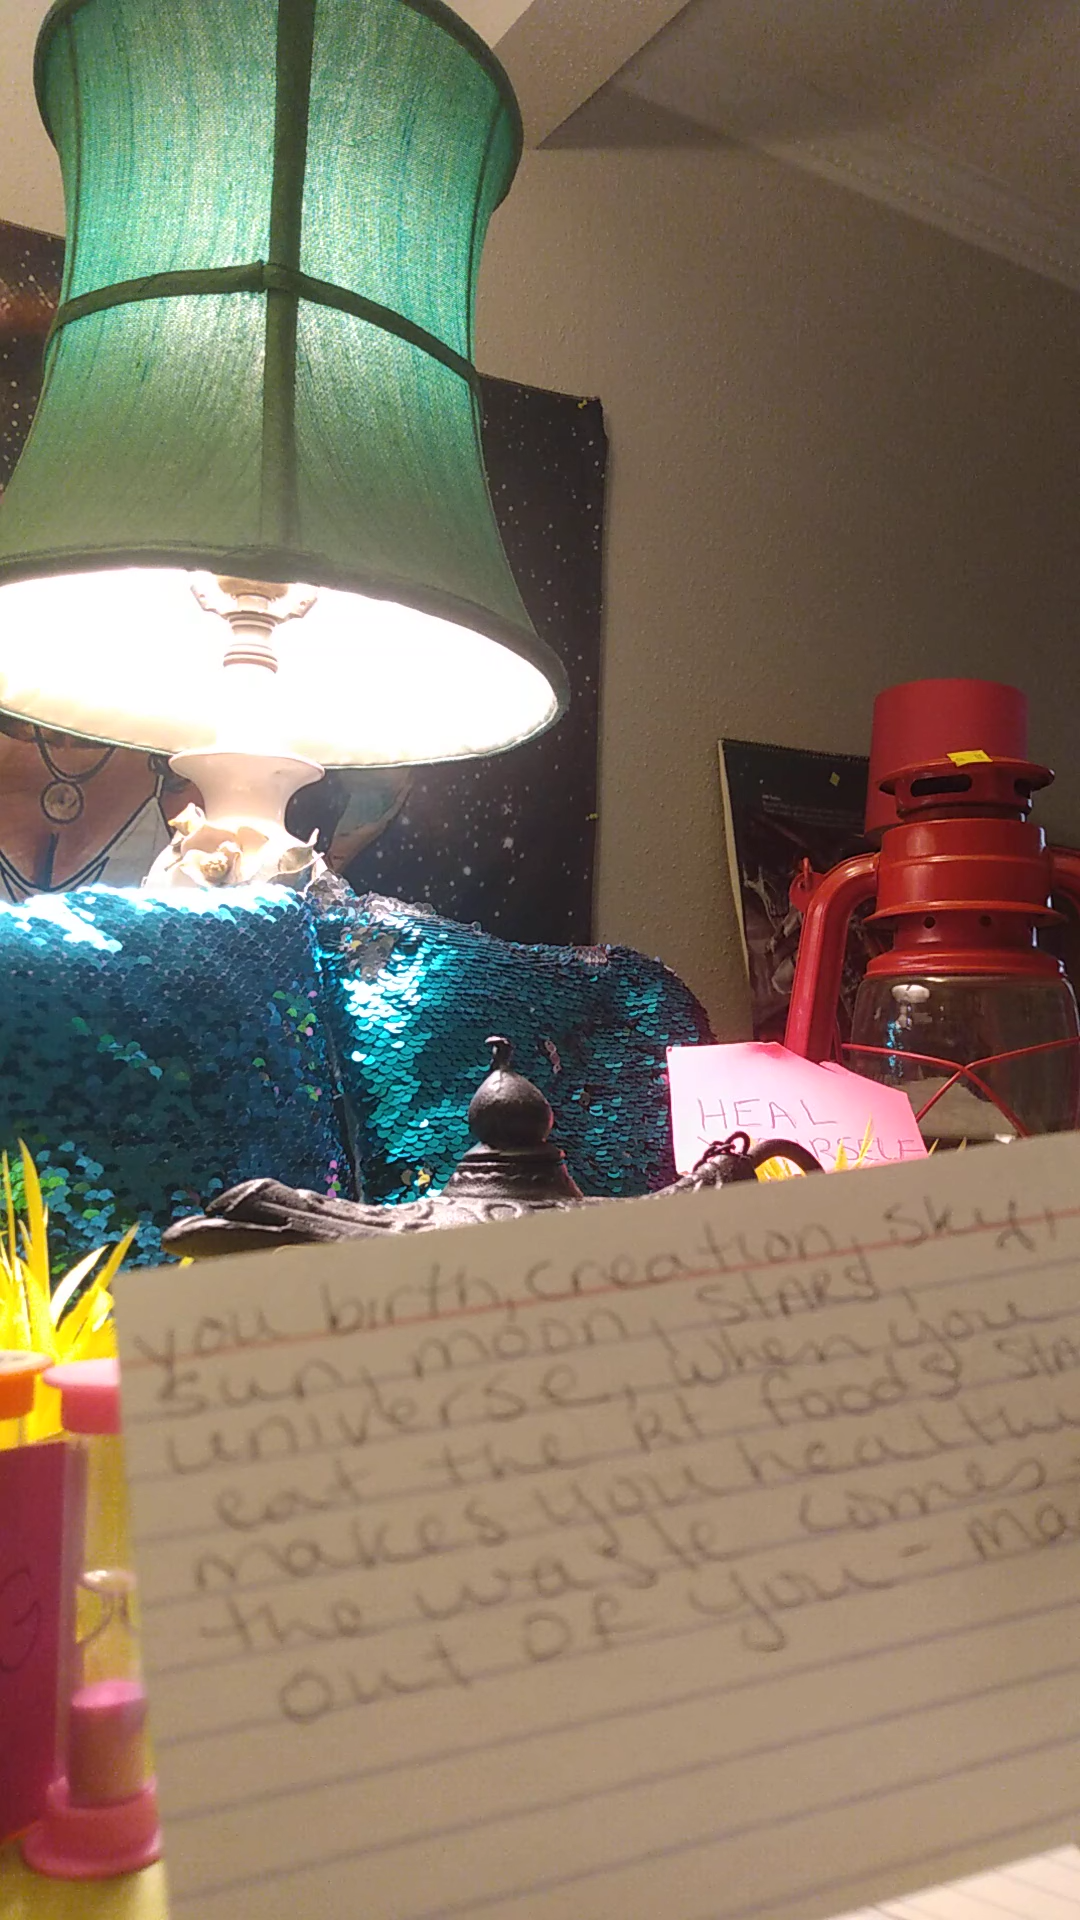 HEAL
YOURSELF
you birth, creation, sky,
sun, moon, STARS,
universe, when you
eat the Rt foods
makes you
the waste comes
out OF you -